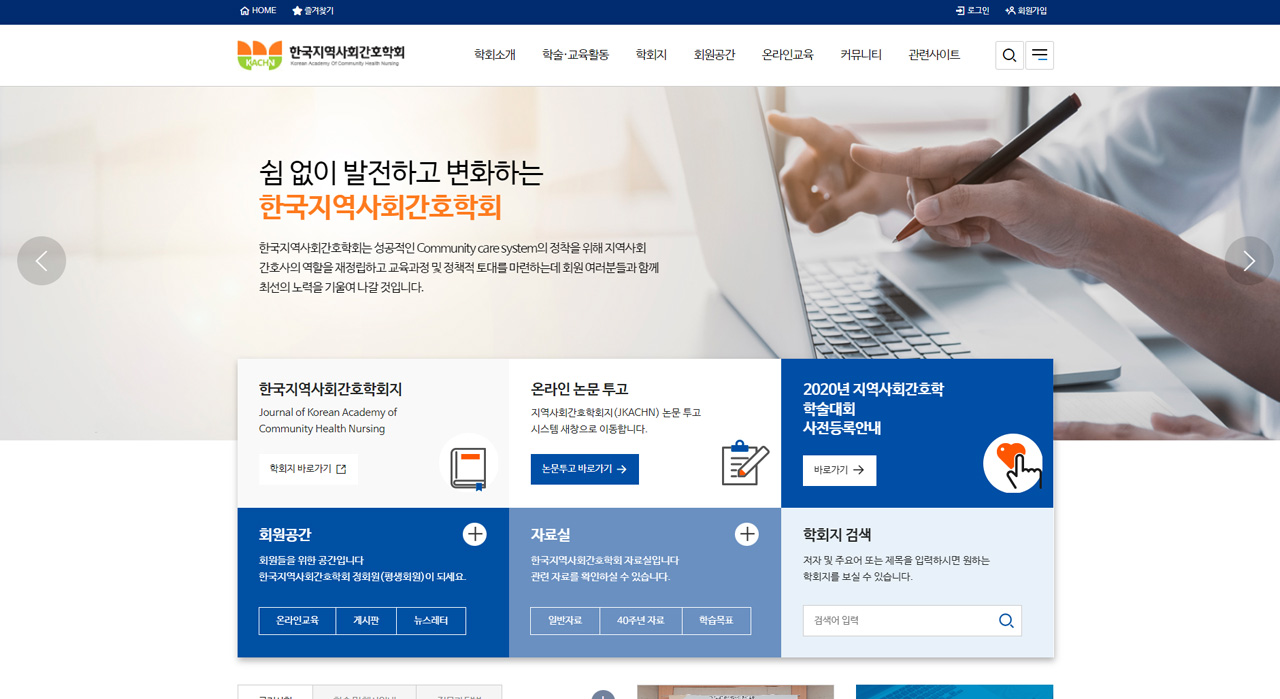 HOME
즐겨찾기
로그인
회원가입
KACHN
한국지역사회간호학회
Korean Academy Of Community Health Nursing
학회소개
학술·교육활동
학회지
회원공간
온라인교육
커뮤니티
관련사이트
쉼 없이 발전하고 변화하는
한국지역사회간호학회
한국지역사회간호학회는 성공적인 Community care system의 정착을 위해 지역사회
간호사의 역할을 재정립하고 교육과정 및 정책적 토대를 마련하는데 회원 여러분들과 함께
최선의 노력을 기울여 나갈 것입니다.
한국지역사회간호학회지
Journal of Korean Academy of
Community Health Nursing
학회지 바로가기
온라인 논문 투고
지역사회간호학회지(JKACHN) 논문 투고
시스템 새창으로 이동합니다.
논문투고 바로가기
2020년 지역사회간호학
학술대회
사전등록안내
바로가기
회원공간
회원들을 위한 공간입니다
한국지역사회간호학회 정회원(평생회원)이 되세요.
온라인교육
게시판
뉴스레터
자료실
한국지역사회간호학회 자료실입니다
관련 자료를 확인하실 수 있습니다.
일반자료
40주년 자료
학습목표
학회지 검색
저자 및 주요어 또는 제목을 입력하시면 원하는
학회지를 보실 수 있습니다.
검색어 입력